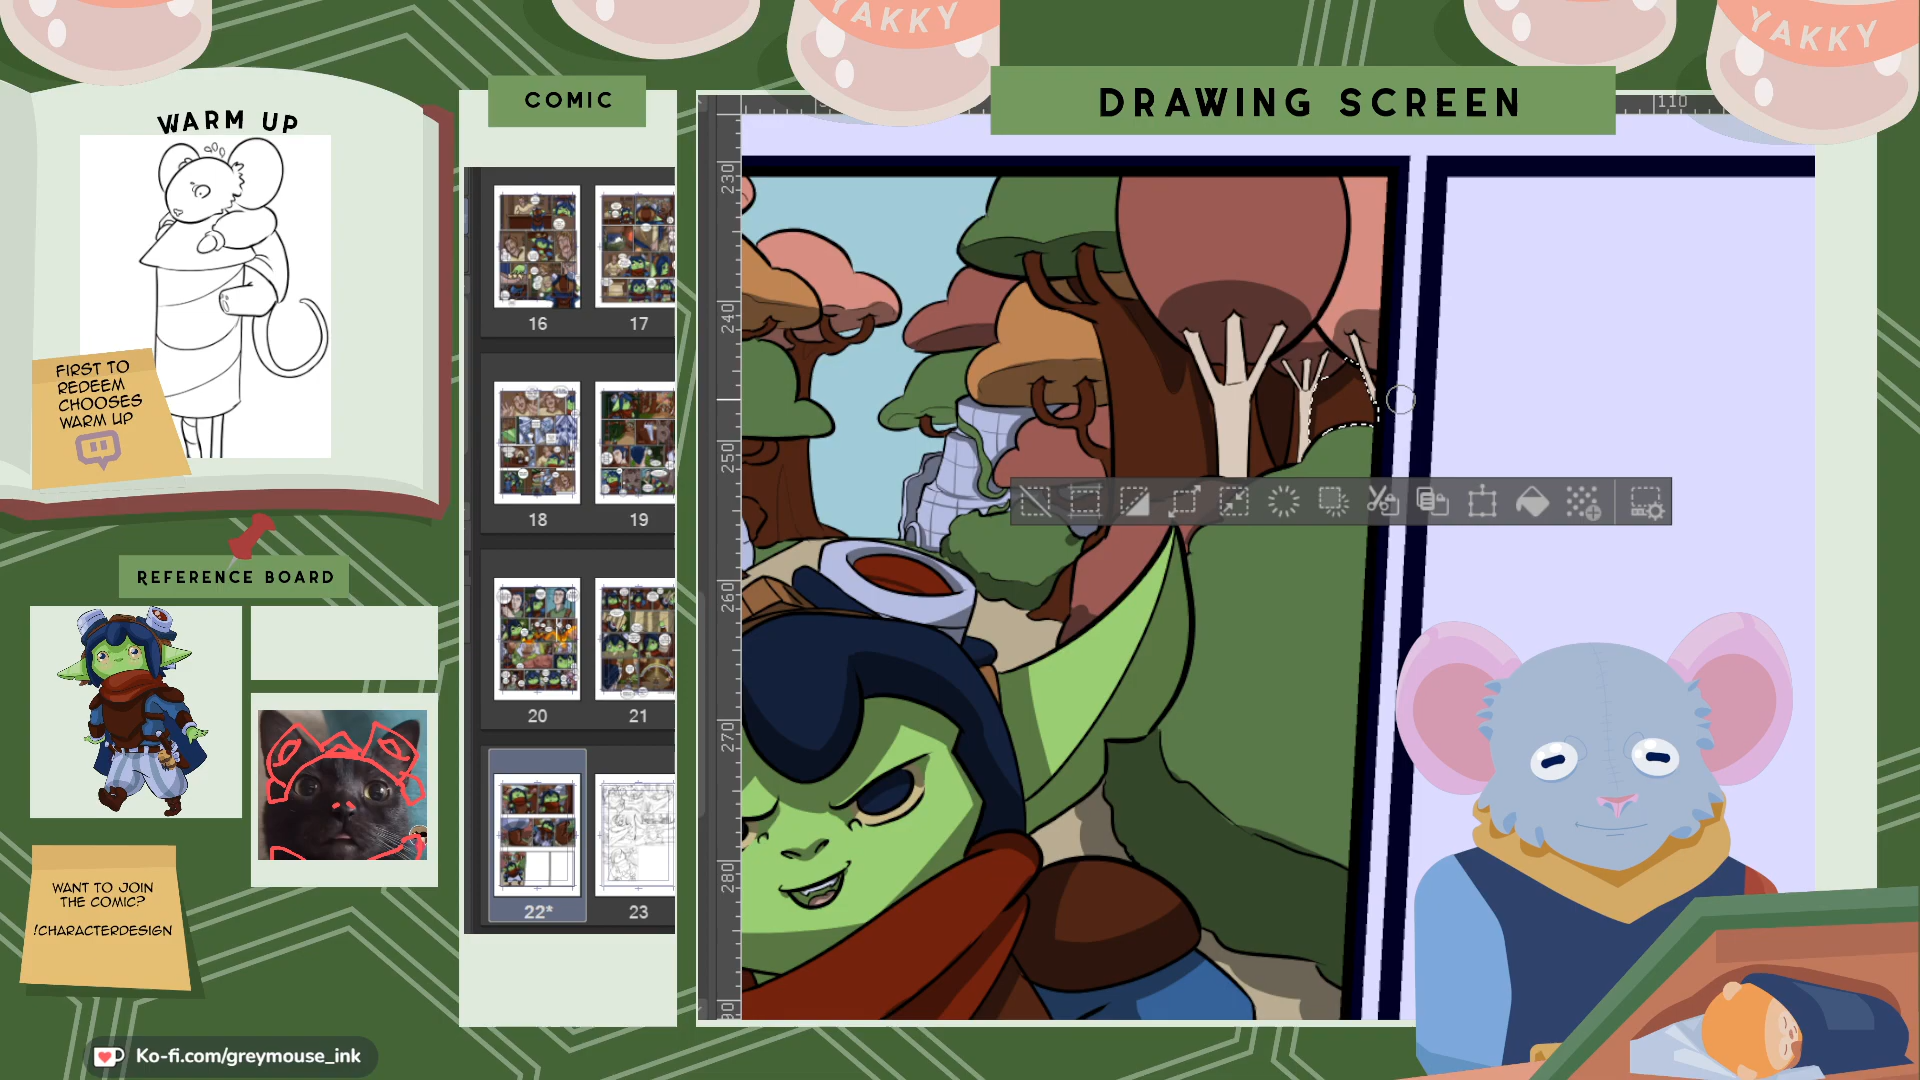 YAKKY
YAKKY
WARM UP
COMIC
DRAWING SCREEN
110
230
240
250
260
270
280
16
17
18
19
20
21
22*
23
FIRST TO
REDEEM
CHOOSES
WARM UP
REFERENCE BOARD
WANT TO JOIN
THE COMIC?
!CHARACTERDESIGN
Ko-fi.com/greymouse_ink